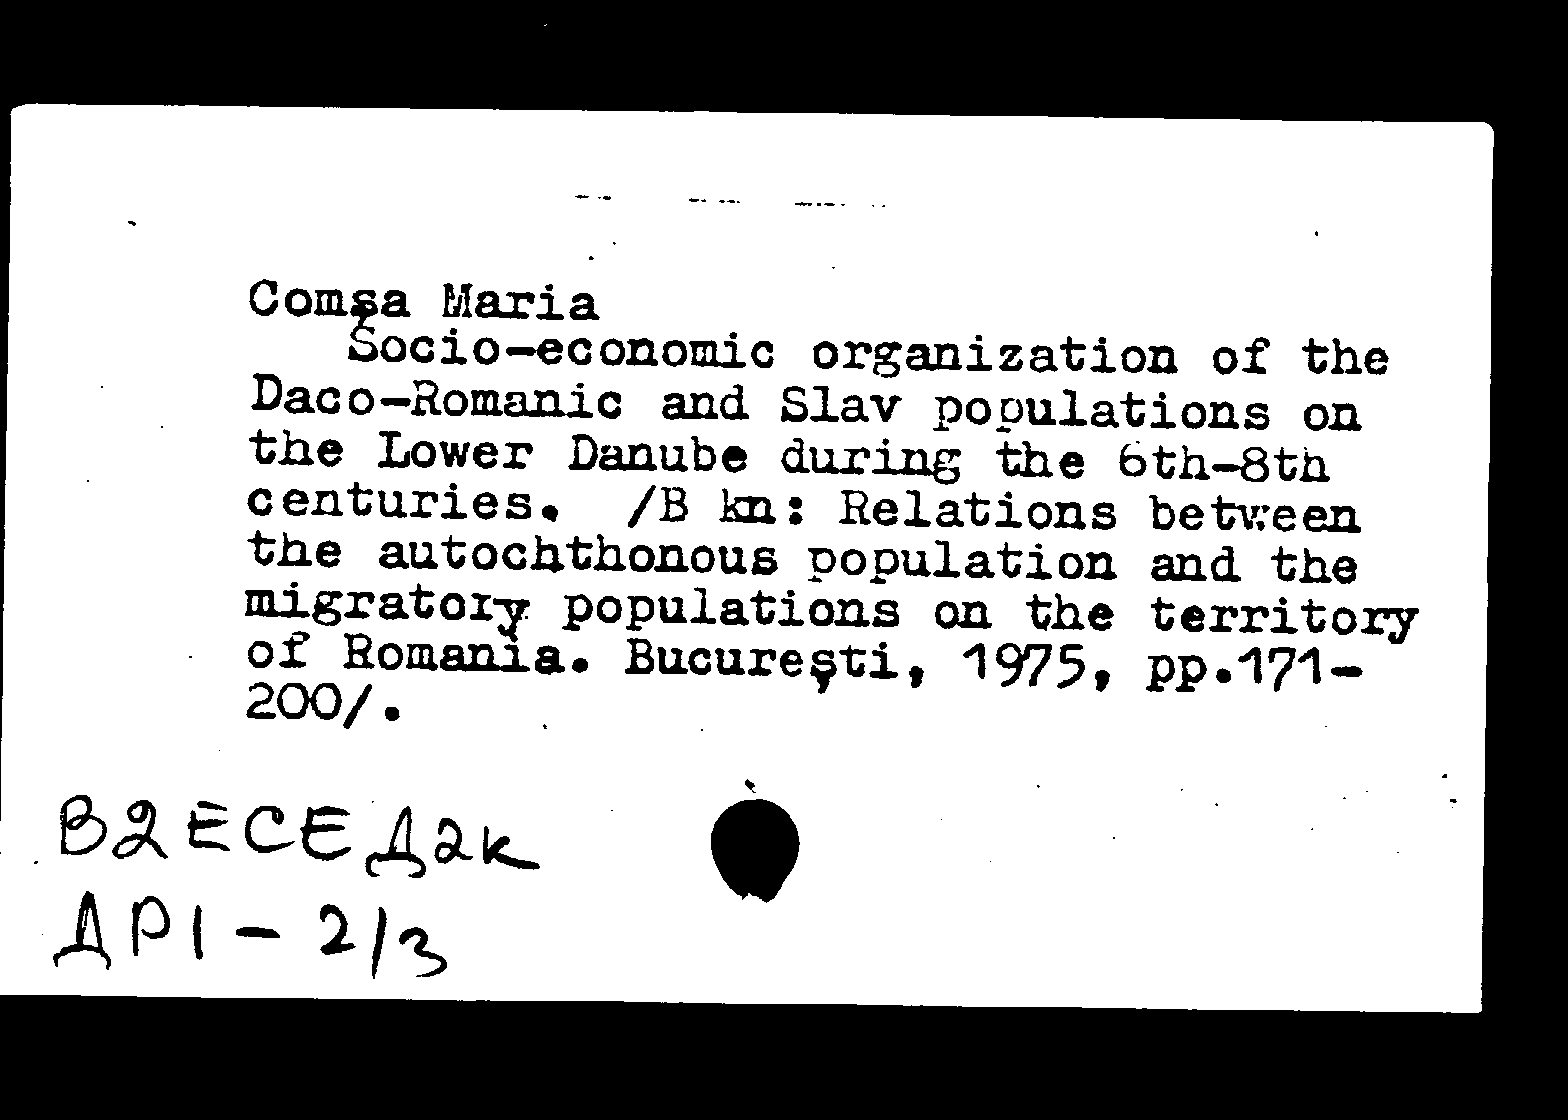 Comşa Maria
Socio-economic organization of the
Daco-Romanic and Slav populations on
the Lower Danube during the 6th-8th
centuries. /В kn: Relations between
the autochthonous population and the
migratory populations on the territory
of Romania. Bucureşti, 1975, pp.171-
200/.
В2ЕСЕД2к
ДР1 - 2/3